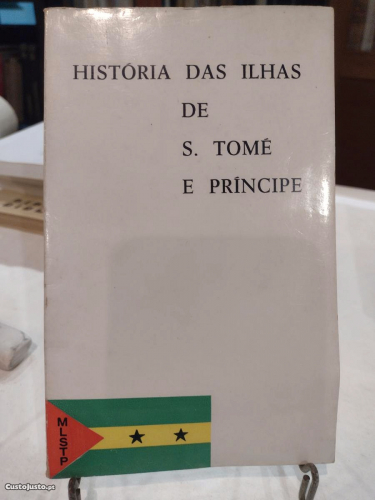 HISTÓRIA DAS ILHAS
DE
S. TOMÉ
E PRÍNCIPE
MLSTP
CustoJusto.pt